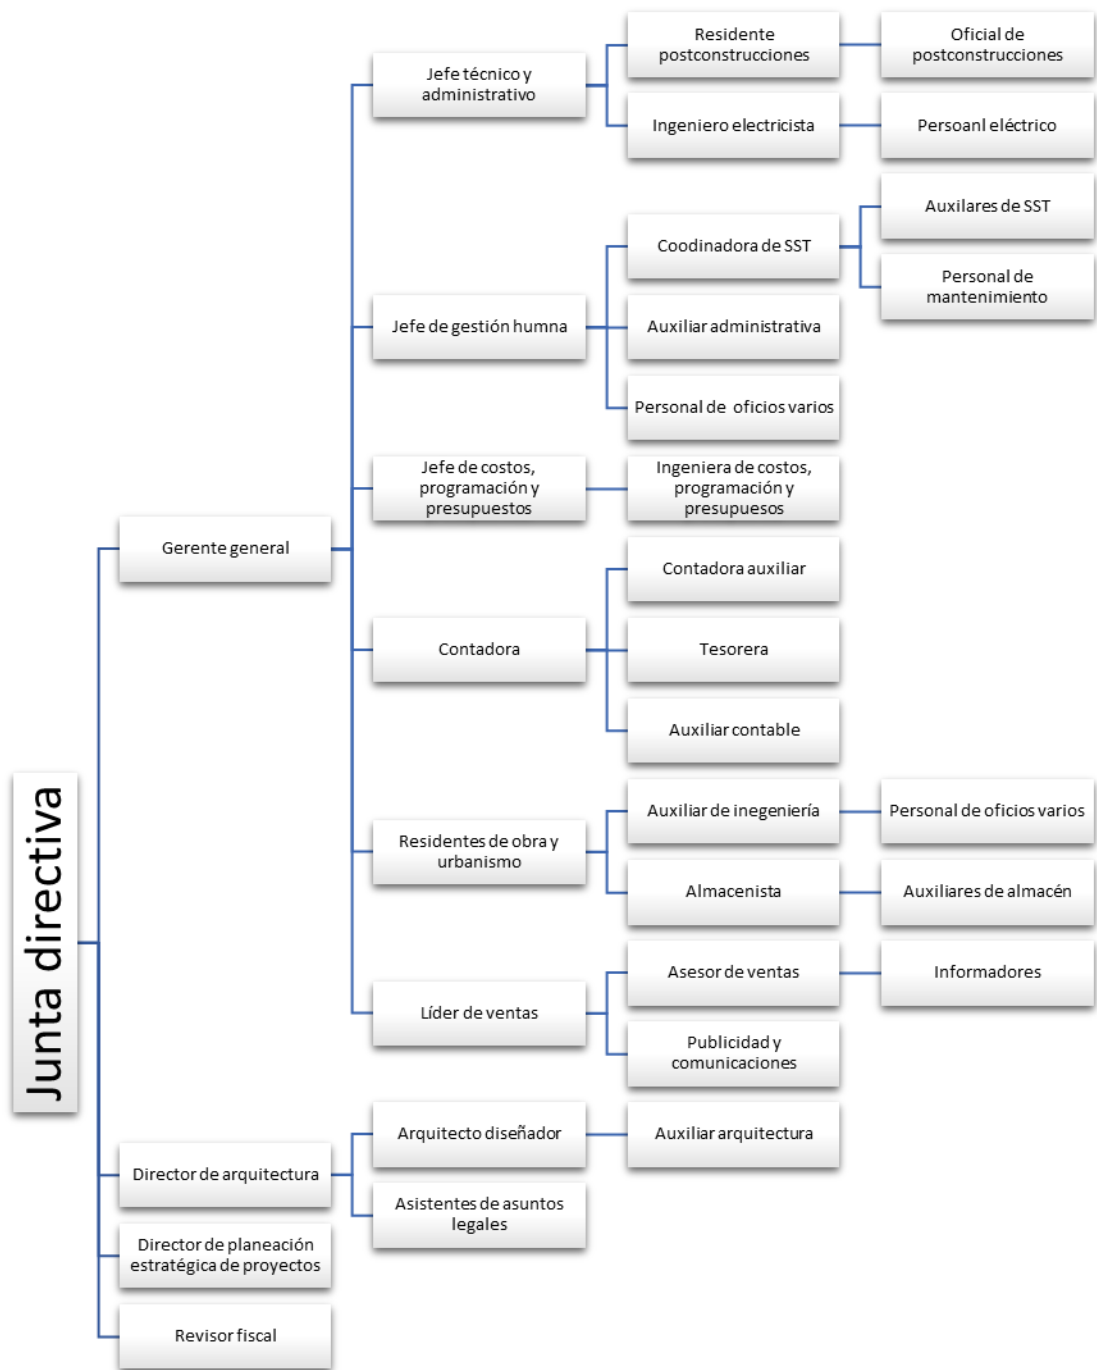 Junta directiva
Gerente general
Jefe técnico y
administrativo
Residente
postconstrucciones
Oficial de
postconstrucciones
Ingeniero electricista
Persoanl eléctrico
Jefe de gestión humna
Coodinadora de SST
Auxilares de SST
Personal de
mantenimiento
Auxiliar administrativa
Personal de oficios varios
Jefe de costos,
programación y
presupuestos
Ingeniera de costos,
programación y
presupuesos
Contadora
Contadora auxiliar
Tesorera
Auxiliar contable
Residentes de obra y
urbanismo
Auxiliar de inegeniería
Personal de oficios varios
Almacenista
Auxiliares de almacén
Líder de ventas
Asesor de ventas
Informadores
Publicidad y
comunicaciones
Director de arquitectura
Arquitecto diseñador
Auxiliar arquitectura
Asistentes de asuntos
legales
Director de planeación
estratégica de proyectos
Revisor fiscal